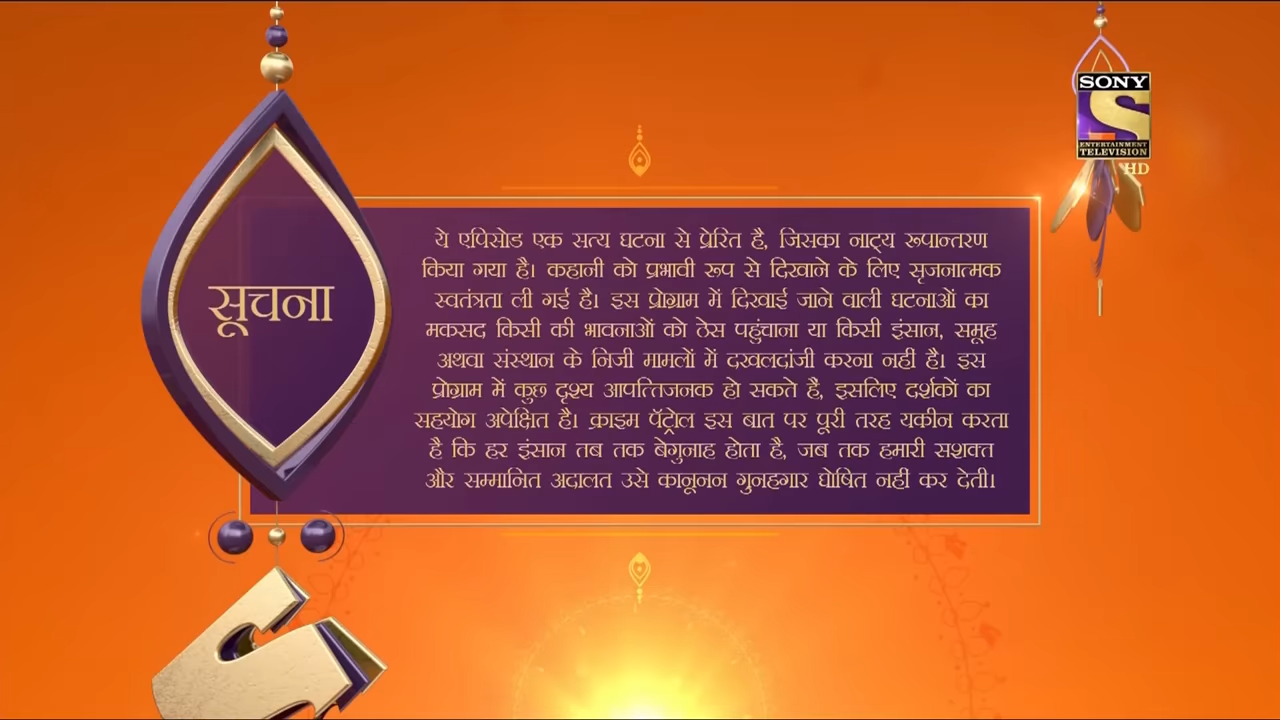 सूचना
ये एपिसोड एक सत्य घटना से प्रेरित है, जिसका नाट्य रूपान्तरण
किया गया है। कहानी को प्रभावी रूप से दिखाने के लिए सृजनात्मक
स्वतंत्रता ली गई है। इस प्रोग्राम में दिखाई जाने वाली घटनाओं का
मकसद किसी की भावनाओं को ठेस पहुंचाना या किसी इंसान, समूह
अथवा संस्थान के निजी मामलों में दखलदांजी करना नहीं है। इस
प्रोग्राम में कुछ दृश्य आपत्तिजनक हो सकते हैं, इसलिए दर्शकों का
सहयोग अपेक्षित है। क्राइम पॅट्रोल इस बात पर पूरी तरह यकीन करता
है कि हर इंसान तब तक बेगुनाह होता है, जब तक हमारी सशक्त
और सम्मानित अदालत उसे कानूनन गुनहगार घोषित नहीं कर देती।
SONY
ENTERTAINMENT
TELEVISION
HD